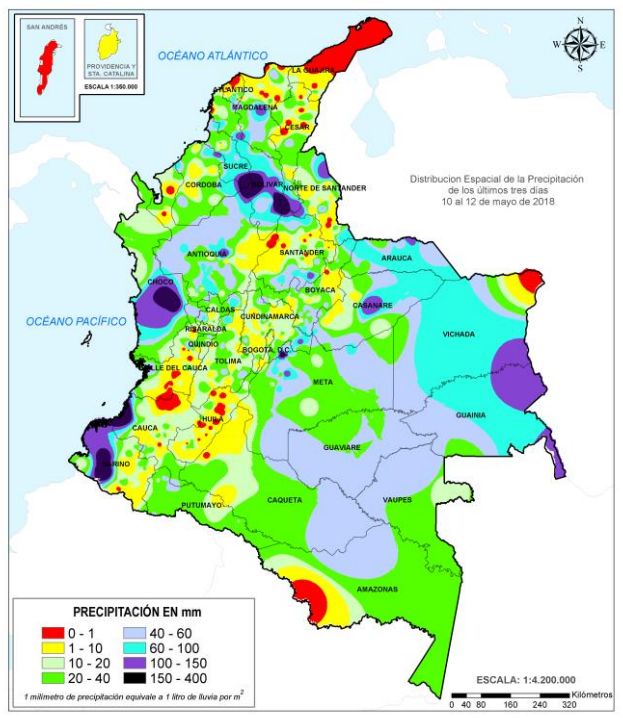 SAN ANDRÉS
PROVIDENCIA Y
STA. CATALINA
ESCALA 1:360.000
N
W
E
S
OCÉANO ATLÁNTICO
LA GUAJIRA
ATLÁNTICO
MAGDALENA
CESAR
SUCRE
BOLIVAR
CORDOBA
NORTE DE SANTANDER
Distribucion Espacial de la Precipitación
de los últimos tres días
10 al 12 de mayo de 2018
ANTIOQUIA
SANTANDER
ARAUCA
CHOCO
BOYACA
CASANARE
OCÉANO PACÍFICO
CALDAS
CUNDINAMARCA
RISARALDA
VICHADA
QUINDIO
BOGOTA, D.C.
TOLIMA
VALLE DEL CAUCA
META
HUILA
GUAINIA
CAUCA
GUAVIARE
NARIÑO
CAQUETA
VAUPES
PUTUMAYO
AMAZONAS
PRECIPITACIÓN EN mm
0 - 1
40 - 60
1 - 10
60 - 100
10 - 20
100 - 150
20 - 40
150 - 400
1 milimetro de precipitación equivale a 1 litro de lluvia por m2
ESCALA: 1:4.200.000
Kilómetros
0 40 80 160 240 320